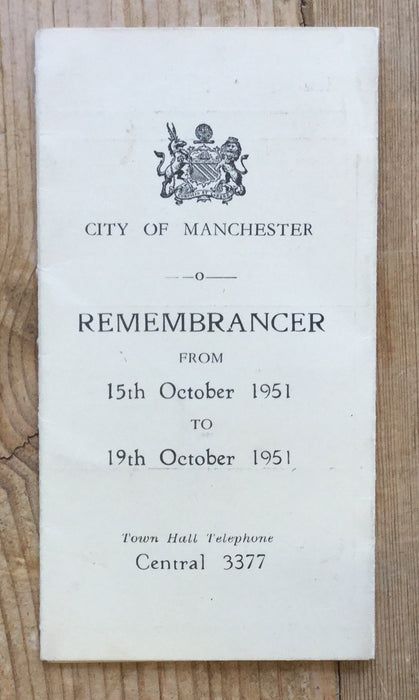 CITY OF MANCHESTER
o
REMEMBRANCER
FROM
15th October 1951
TO
19th October 1951
Town Hall Telephone
Central 3377